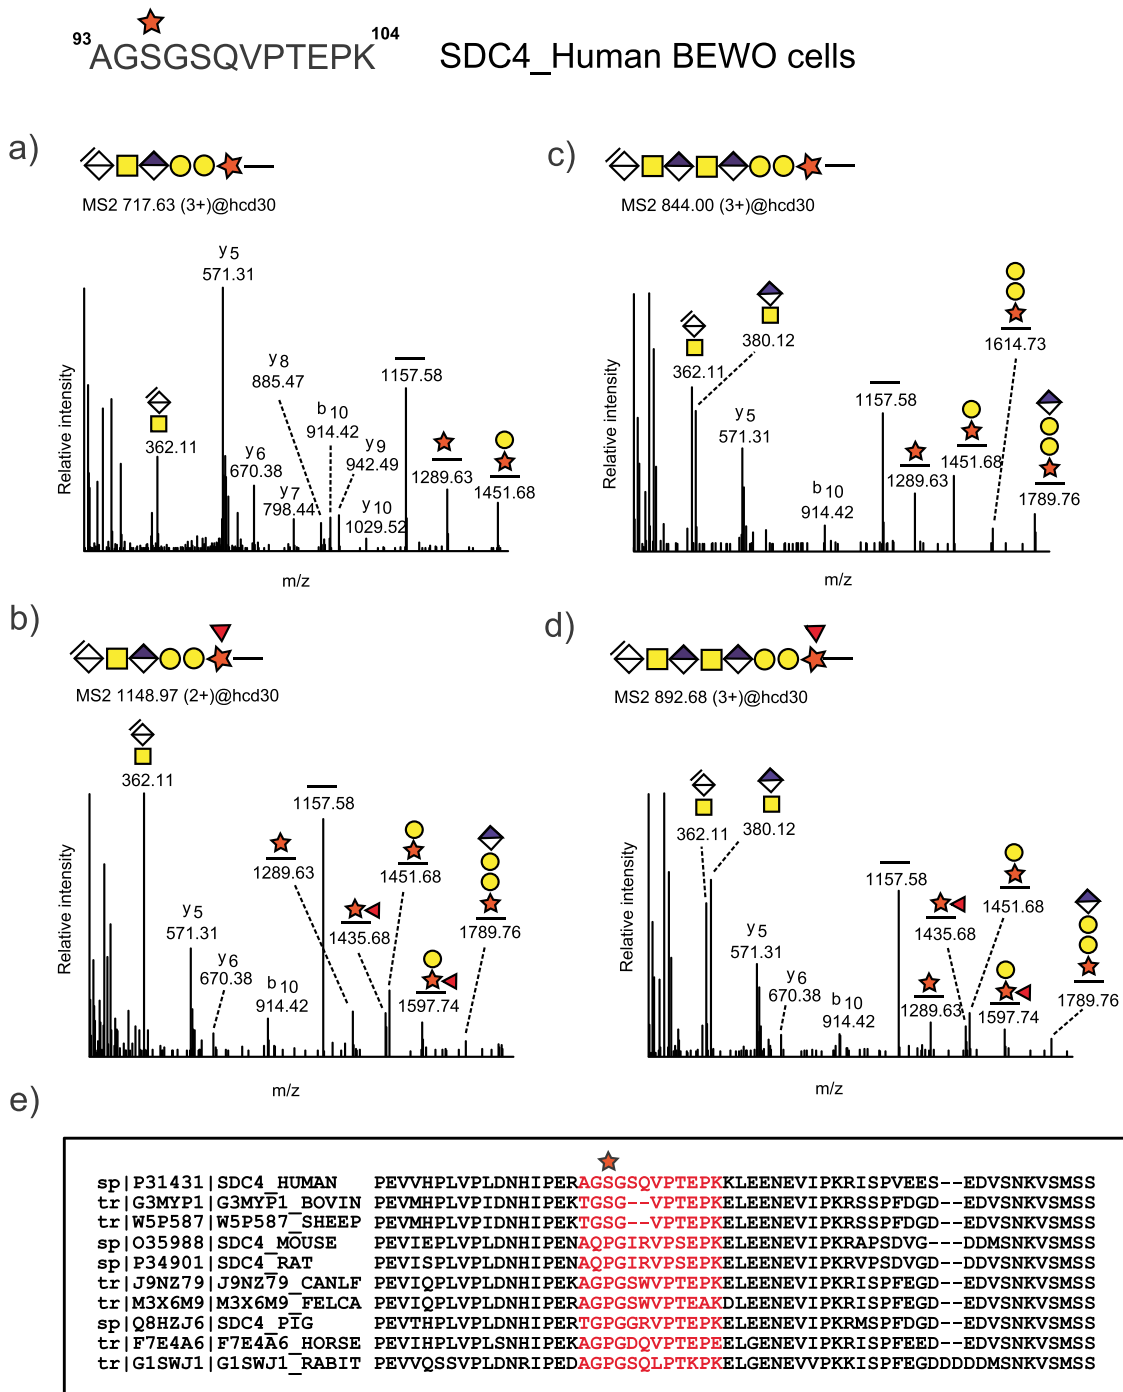 93AGSGSQVPTEPK104 SDC4_Human BEWO cells
a)
MS2 717.63 (3+)@hcd30
y5
571.31
y8
885.47
b10
914.42
y9
942.49
1157.58
362.11
y6
670.38
y7
798.44
y10
1029.52
1289.63
1451.68
Relative intensity
m/z
c)
MS2 844.00 (3+)@hcd30
362.11
380.12
y5
571.31
b10
914.42
1157.58
1289.63
1451.68
1614.73
1789.76
Relative intensity
m/z
b)
MS2 1148.97 (2+)@hcd30
362.11
y5
571.31
y6
670.38
b10
914.42
1157.58
1289.63
1435.68
1451.68
1597.74
1789.76
Relative intensity
m/z
d)
MS2 892.68 (3+)@hcd30
362.11
380.12
y5
571.31
y6
670.38
b10
914.42
1157.58
1289.63
1435.68
1451.68
1597.74
1789.76
Relative intensity
m/z
e)
sp|P31431|SDC4_HUMAN PEVVHPLVPLDNHIPERAGSGSQVPTEPKKLEENEVIPKRISPVEES--EDVSNKVSMSS
tr|G3MYP1|G3MYP1_BOVIN PEVMHPLVPLDNHIPEKTGSG--VPTEPKKLEENEVIPKRSSPFDGD--EDVSNKVSMSS
tr|W5P587|W5P587_SHEEP PEVMHPLVPIDNHIPEKTGSG--VPTEPKKLEENEVIPKRSSPFDGD--EDVSNKVSMSS
sp|O35988|SDC4_MOUSE PEVIEPLVPLDNHIPENAQPGIRVPSEPKELEENEVIPKRAPSDVG--DDMSNKVSMSS
sp|P34901|SDC4_RAT PEVISPLVPLDNHIPENAQPGIRVPSEPKELEENEVIPKRVPSDVGD--DDVSNKVSMSS
tr|J9NZ79|J9NZ79_CANLF PEVIQPLVPLDNHIPEKAGPGSWVPTEPKKLEENEVIPKRISPFEGD--EDVSNKVSMSS
tr|M3X6M9|M3X6M9_FELCA PEVIQPLVPLDNHIPEKAGPGSWVPTEAKDLEENEVIPKRISPFEGD--EDVSNKVSMSS
sp|Q8HZJ6|SDC4_PIG PEVTHPLVPLDNHIPERTGPGGRVPTEPKELEENEVIPKRMSPFDGD--EDVSNKVSMSS
tr|F7E4A6|F7E4A6_HORSE PEVIHPLVPLSNHIPEKAGPGDQVPTEPEELGENEVIPKRISPFEED--EDVSNKVSMSS
tr|G1SWJ1|G1SWJ1_RABIT PEVVQSSVPLDNRIPEDAGPGSQLPTKPKELGENEVVPKKISPFEGDDDDDMSNKVSMSS